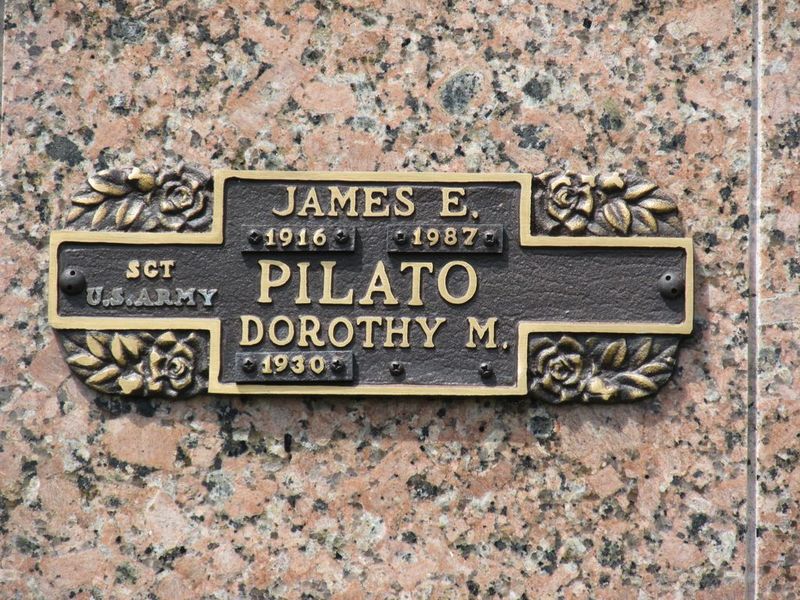 JAMES E.
1916 1987
SGT
U.S. ARMY
PILATO
DOROTHY M.
1930